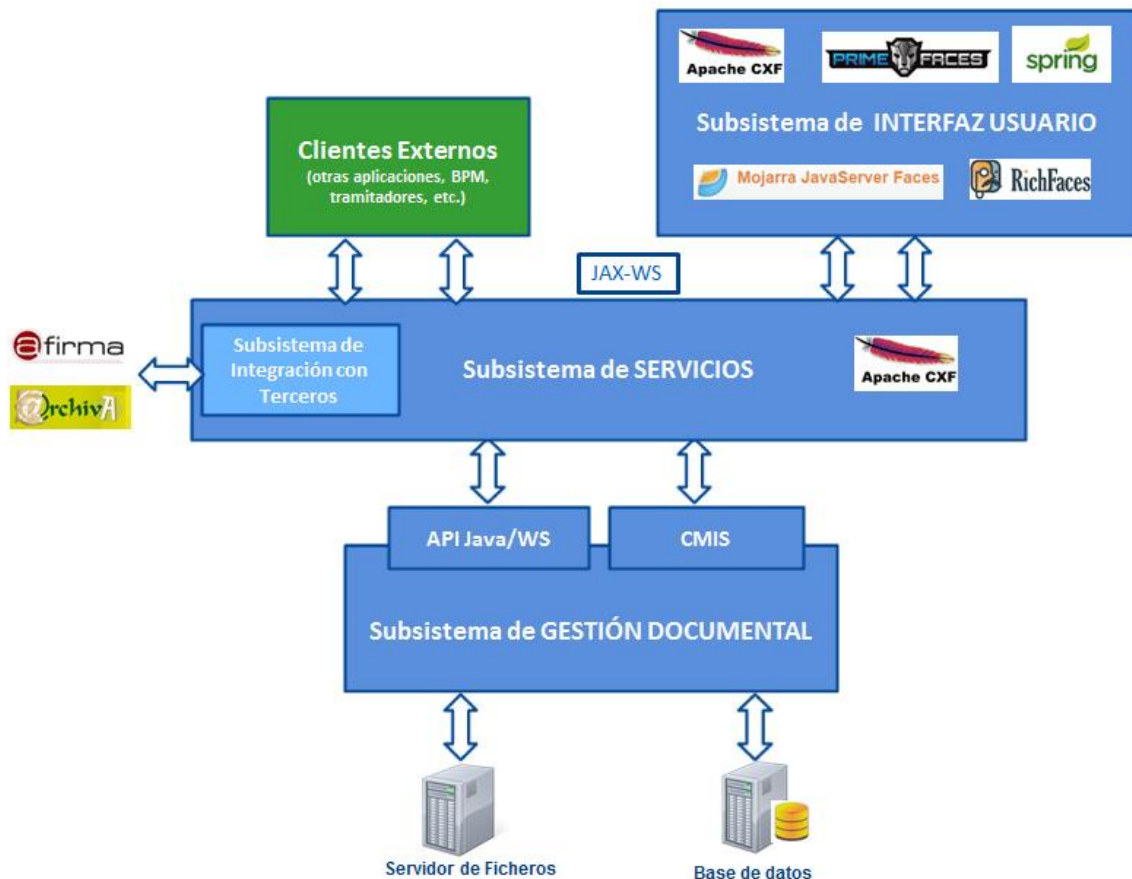 Apache CXF
PRIME FACES
spring
Subsistema de INTERFAZ USUARIO
Mojarra JavaServer Faces
RichFaces
Clientes Externos
(otras aplicaciones, BPM,
tramitadores, etc.)
JAX-WS
@firma
@rchivA
Subsistema de
Integración con
Terceros
Subsistema de SERVICIOS
Apache CXF
API Java/WS
CMIS
Subsistema de GESTIÓN DOCUMENTAL
Servidor de Ficheros
Base de datos